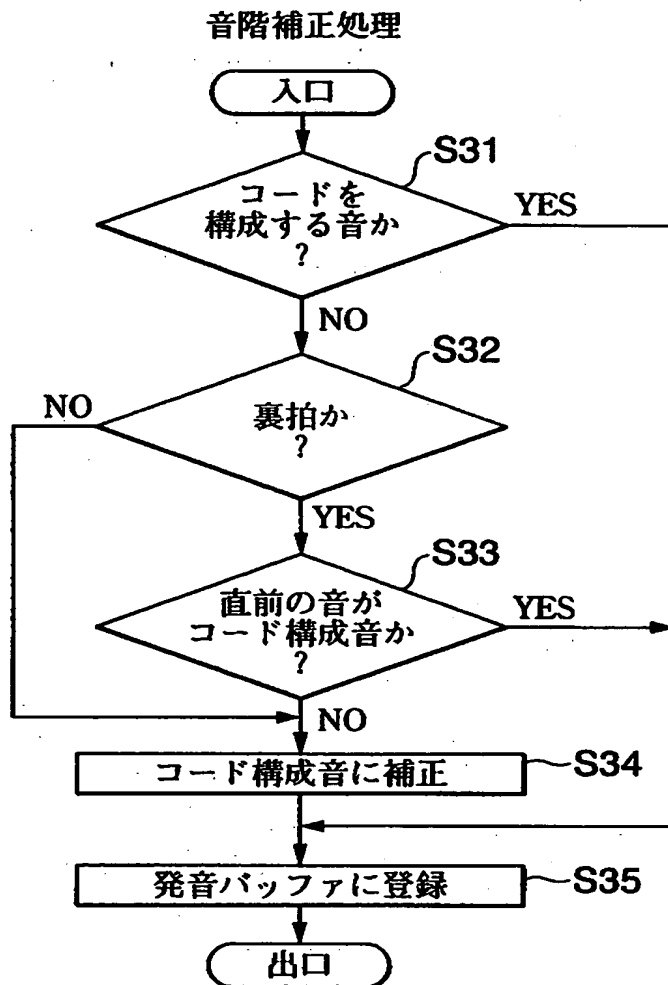 音階補正処理
入口
S31
コードを
構成する音か
?
YES
NO
S32
裏拍か
?
NO
YES
S33
直前の音が
コード構成音か
?
YES
NO
コード構成音に補正
S34
発音バッファに登録
S35
出口